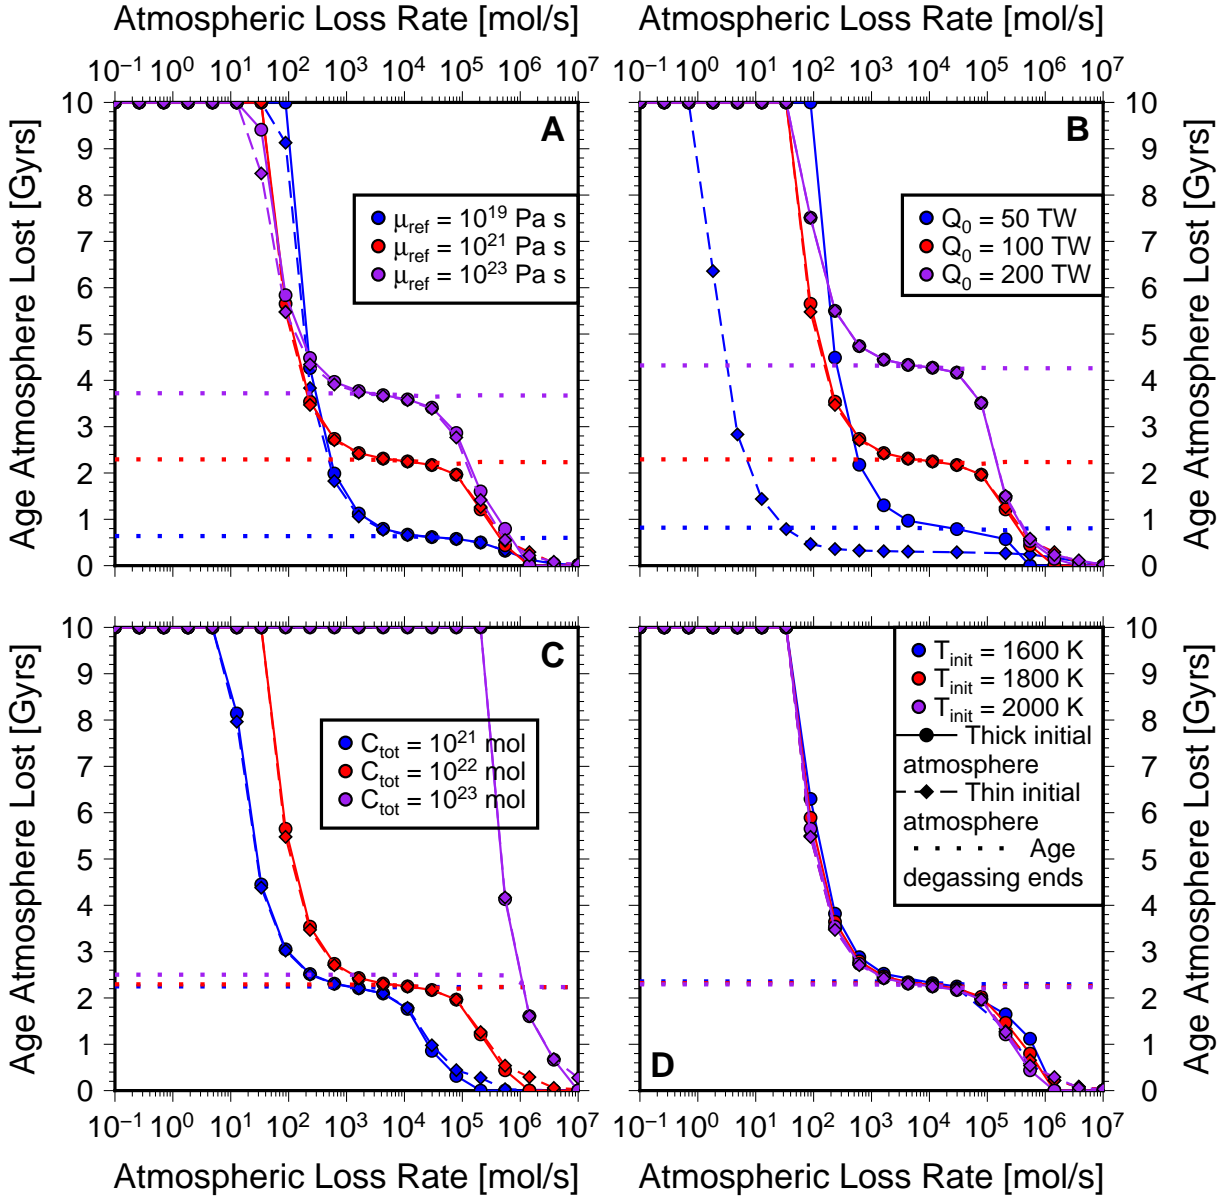 Atmospheric Loss Rate [mol/s]
Atmospheric Loss Rate [mol/s]
10⁻¹ 10⁰ 10¹ 10² 10³ 10⁴ 10⁵ 10⁶ 10⁷
10⁻¹ 10⁰ 10¹ 10² 10³ 10⁴ 10⁵ 10⁶ 10⁷
Age Atmosphere Lost [Gyrs]
10
9
8
7
6
5
4
3
2
1
0
A
μref = 10¹⁹ Pa s
μref = 10²¹ Pa s
μref = 10²³ Pa s
B
Q₀ = 50 TW
Q₀ = 100 TW
Q₀ = 200 TW
10
9
8
7
6
5
4
3
2
1
0
Age Atmosphere Lost [Gyrs]
Age Atmosphere Lost [Gyrs]
10
9
8
7
6
5
4
3
2
1
0
C
Ctot = 10²¹ mol
Ctot = 10²² mol
Ctot = 10²³ mol
Tinit = 1600 K
Tinit = 1800 K
Tinit = 2000 K
Thick initial
atmosphere
Thin initial
atmosphere
Age
degassing ends
D
10
9
8
7
6
5
4
3
2
1
0
Age Atmosphere Lost [Gyrs]
10⁻¹ 10⁰ 10¹ 10² 10³ 10⁴ 10⁵ 10⁶ 10⁷
10⁻¹ 10⁰ 10¹ 10² 10³ 10⁴ 10⁵ 10⁶ 10⁷
Atmospheric Loss Rate [mol/s]
Atmospheric Loss Rate [mol/s]